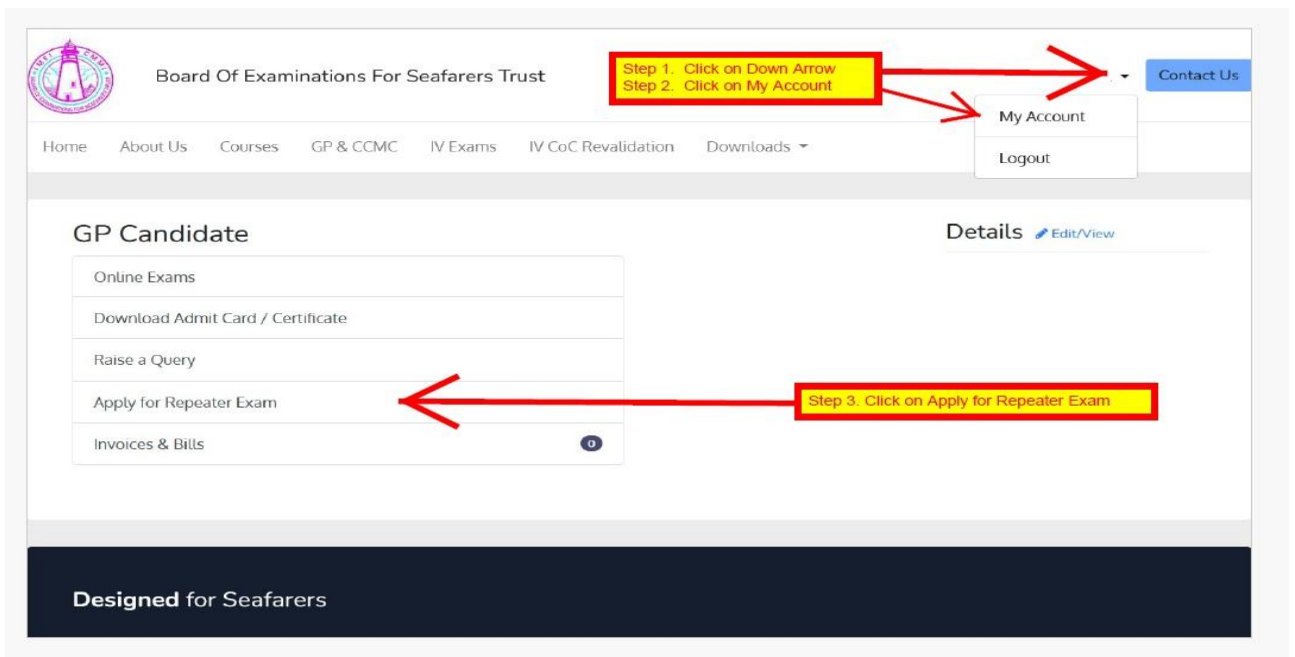 Board Of Examinations For Seafarers Trust
Step 1. Click on Down Arrow
Step 2. Click on My Account
Contact Us
My Account
Logout
Home About Us Courses GP & CCMC IV Exams IV CoC Revalidation Downloads
GP Candidate
Details Edit/View
Online Exams
Download Admit Card / Certificate
Raise a Query
Apply for Repeater Exam
Step 3. Click on Apply for Repeater Exam
Invoices & Bills 0
Designed for Seafarers